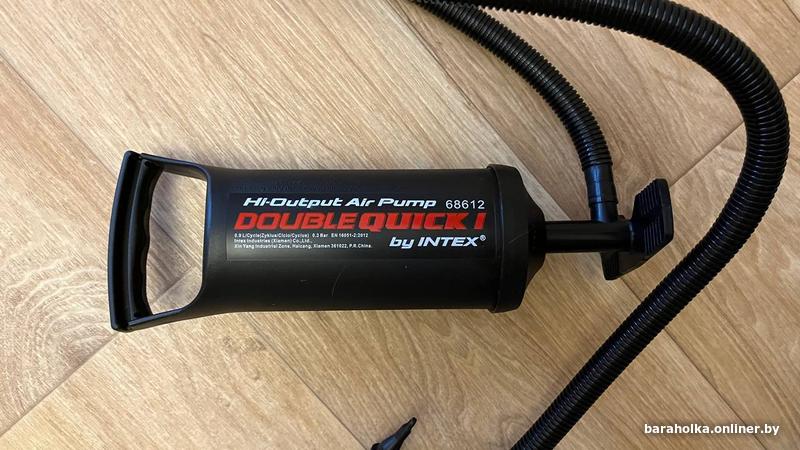 Hi-Output Air Pump 68612
DOUBLE QUICK I
by INTEX®
0.9 L/Cycle(Zyklus/Ciclo/Cyclus) 0.3 Bar EN 16051-2:2012
Intex Industries (Xiamen) Co.,Ltd.,
Xin Yang Industrial Zone, Haicang, Xiamen 361022, P.R.China.
baraholka.onliner.by